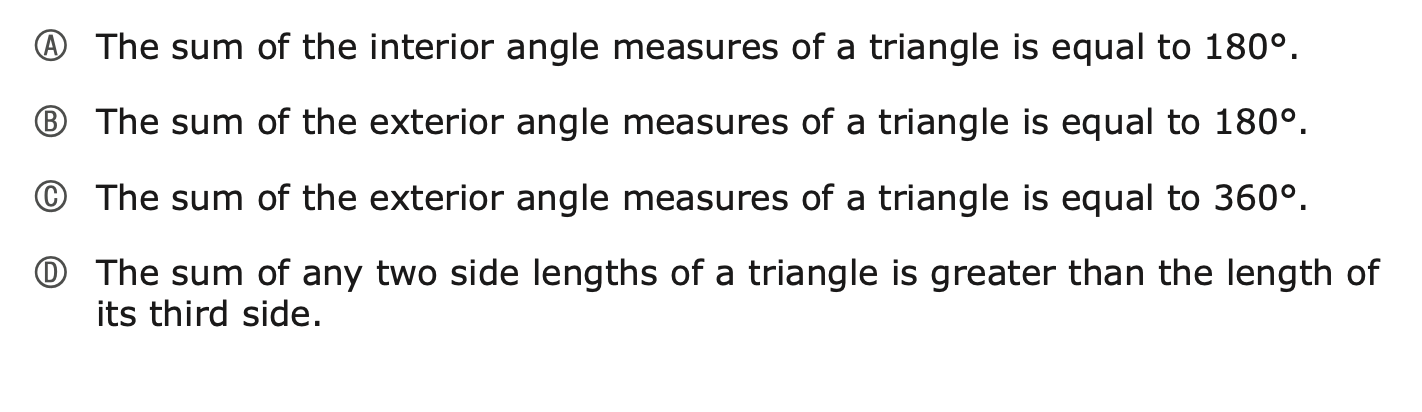 Ⓐ The sum of the interior angle measures of a triangle is equal to 180°.
Ⓑ The sum of the exterior angle measures of a triangle is equal to 180°.
Ⓒ The sum of the exterior angle measures of a triangle is equal to 360°.
Ⓓ The sum of any two side lengths of a triangle is greater than the length of
its third side.